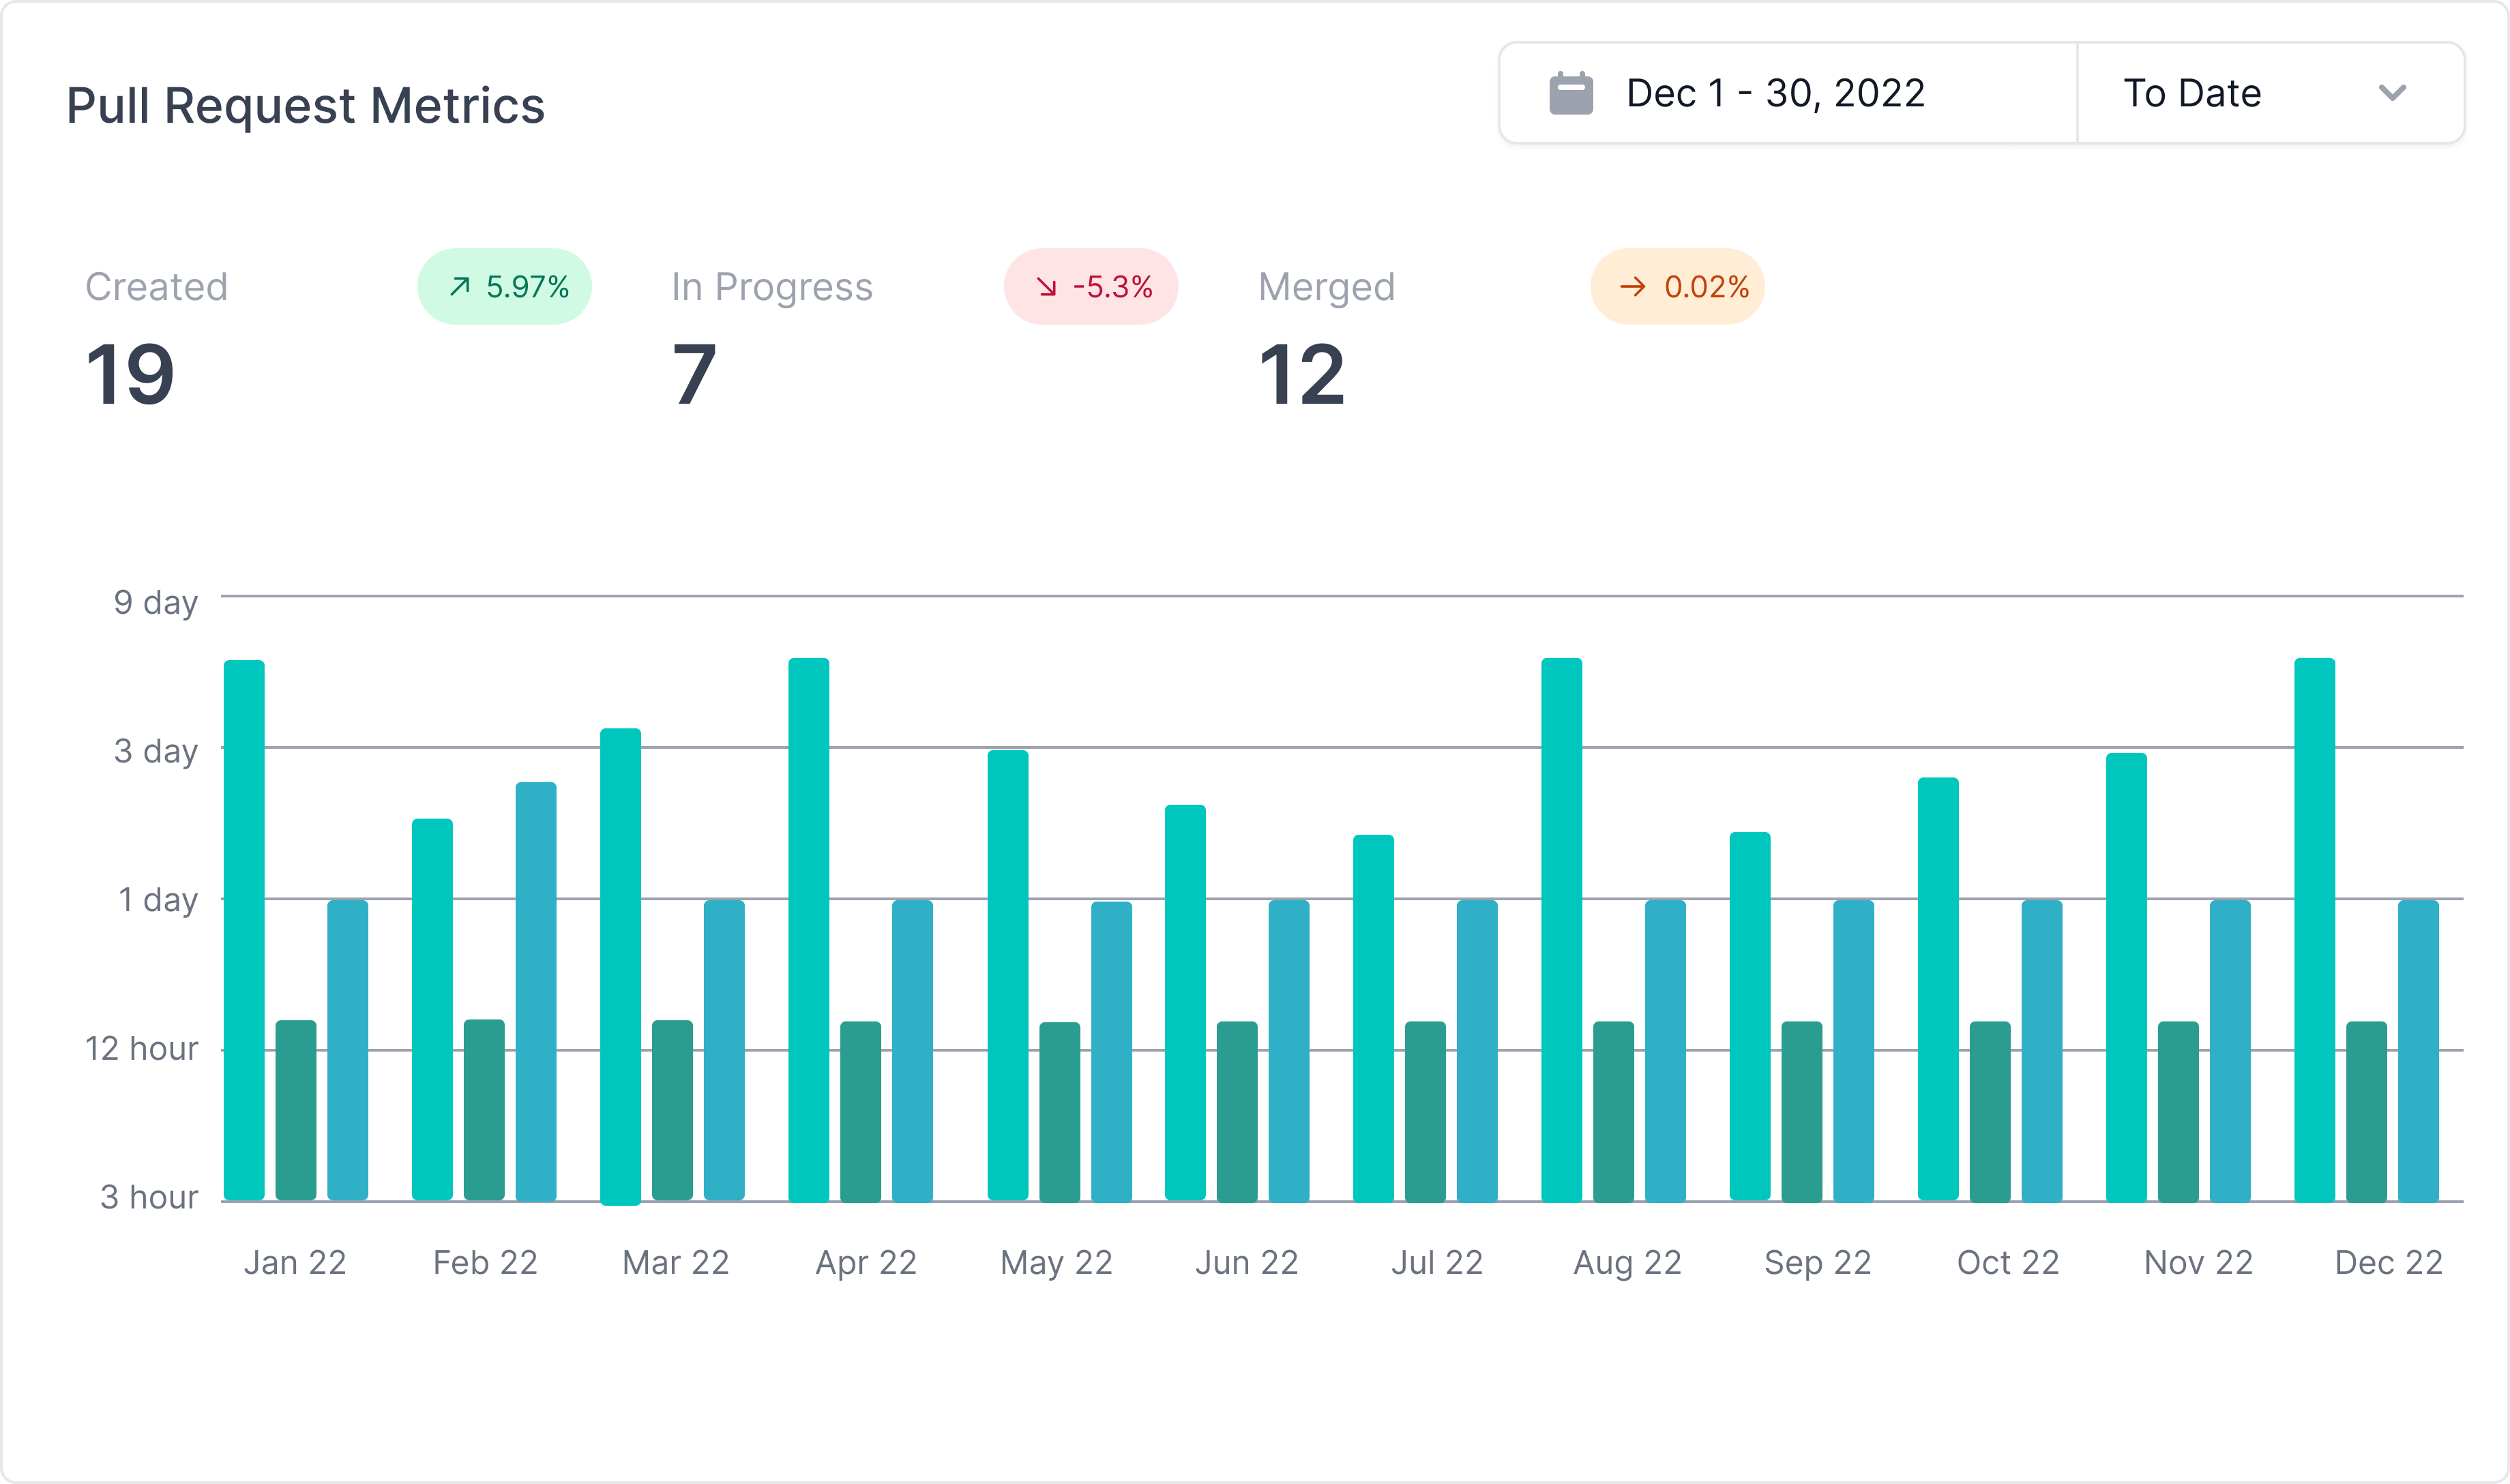 Pull Request Metrics
Dec 1 - 30, 2022
To Date
Created
5.97%
19
In Progress
-5.3%
7
Merged
0.02%
12
9 day
3 day
1 day
12 hour
3 hour
Jan 22
Feb 22
Mar 22
Apr 22
May 22
Jun 22
Jul 22
Aug 22
Sep 22
Oct 22
Nov 22
Dec 22